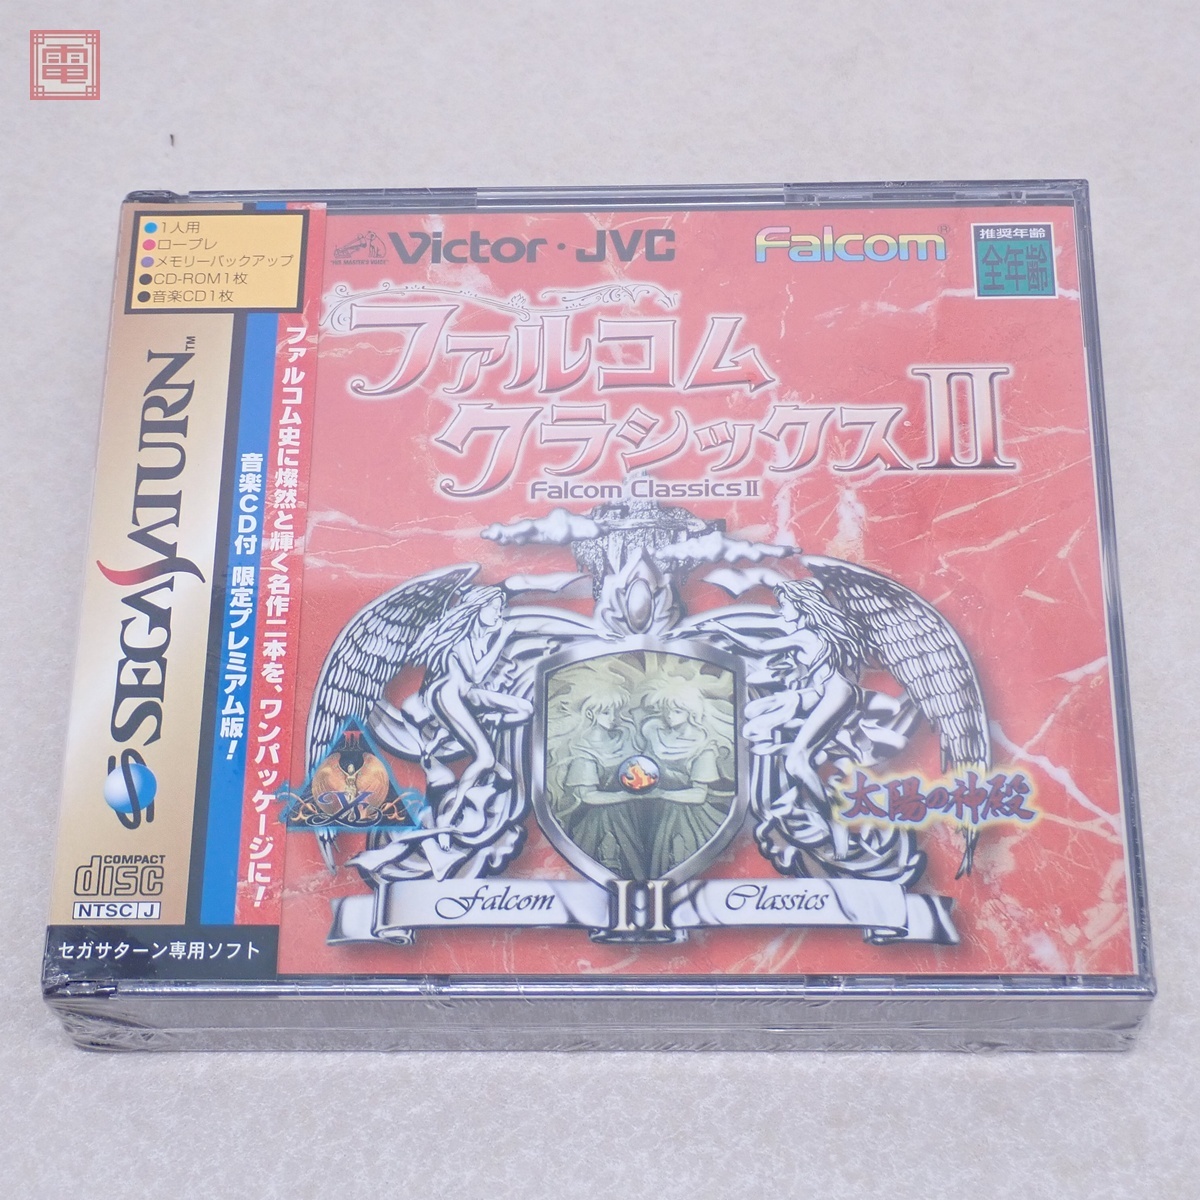 電
1人用
ロープレ
メモリーバックアップ
CD-ROM1枚
音楽CD1枚
SEGA SATURN™
COMPACT
disc
NTSC J
セガサターン専用ソフト
ファルコム史に燦然と輝く名作二本を、ワンパッケージに!
音楽CD付 限定プレミアム版!
"HIS MASTER'S VOICE"
Victor・JVC
Falcom®
推奨年齢
全年齢
ファルコム
クラシックスII
Falcom Classics II
II
Ys
太陽の神殿
Falcom II Classics